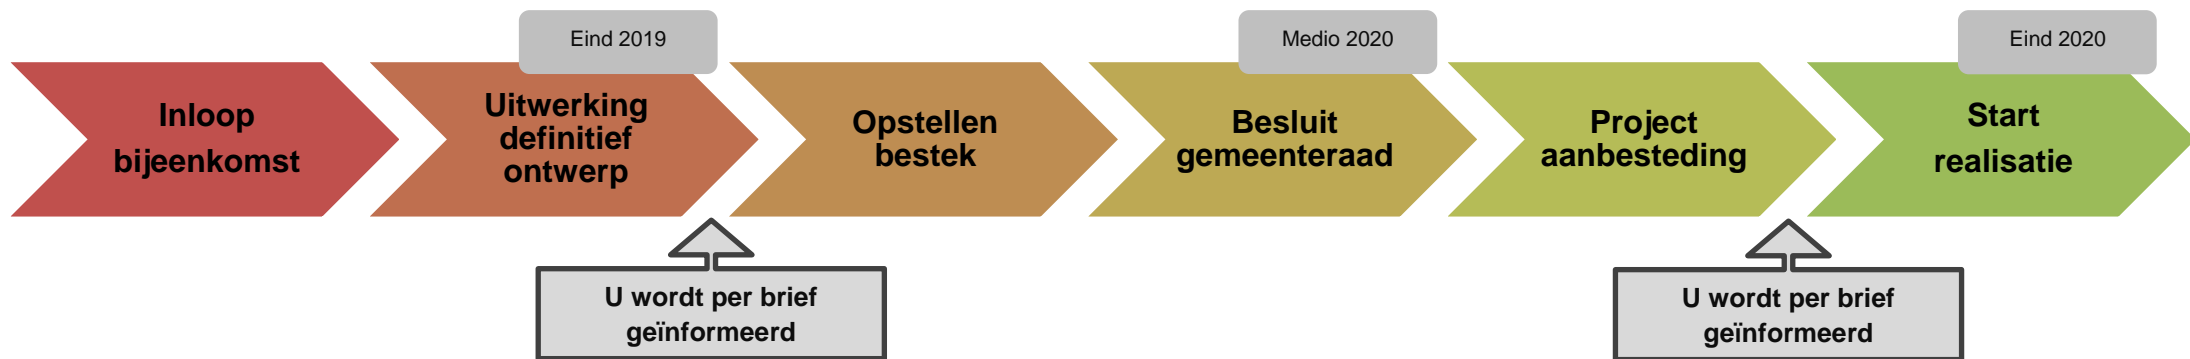 Eind 2019
Medio 2020
Eind 2020
Inloop
bijeenkomst
Uitwerking
definitief
ontwerp
Opstellen
bestek
Besluit
gemeenteraad
Project
aanbesteding
Start
realisatie
U wordt per brief
geïnformeerd
U wordt per brief
geïnformeerd